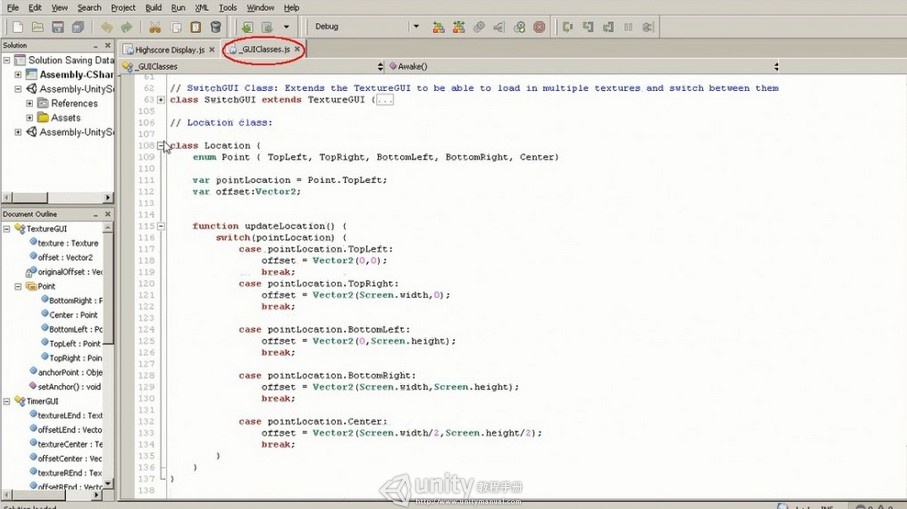 File Edit View Search Project Build Run XML Tools Window Help
Debug
Solution
Solution Saving Data
Assembly-CShar
Assembly-UnitySc
References
Assets
Assembly-UnitySc
Document Outline
TextureGUI
texture : Texture
offset : Vector2
originalOffset : Vec
Point
BottomRight : F
Center : Point
BottomLeft : Pc
TopLeft : Point
TopRight : Poin
anchorPoint : Obje
setAnchor() : void
TimerGUI
textureLEnd : Text
offsetLEnd : Vecto
textureCenter : Te
offsetCenter : Vec
textureREnd : Tex
offsetREnd : Vect
Highscore Display.js
_GUIClasses.js
_GUIClasses
Awake()
61
62 // SwitchGUI Class: Extends the TextureGUI to be able to load in multiple textures and switch between them
63 class SwitchGUI extends TextureGUI {...
105
106 // Location class:
107
108 class Location {
109 enum Point { TopLeft, TopRight, BottomLeft, BottomRight, Center}
110
111 var pointLocation = Point.TopLeft;
112 var offset:Vector2;
113
114
115 function updateLocation() {
116 switch(pointLocation) {
117 case pointLocation.TopLeft:
118 offset = Vector2(0,0);
119 break;
120 case pointLocation.TopRight:
121 offset = Vector2(Screen.width,0);
122 break;
123
124 case pointLocation.BottomLeft:
125 offset = Vector2(0,Screen.height);
126 break;
127
128 case pointLocation.BottomRight:
129 offset = Vector2(Screen.width,Screen.height);
130 break;
131
132 case pointLocation.Center:
133 offset = Vector2(Screen.width/2,Screen.height/2);
134 break;
135 }
136 }
137 }
138
unity 教程手册
http://www.unitymanual.com
Solution loaded
INS